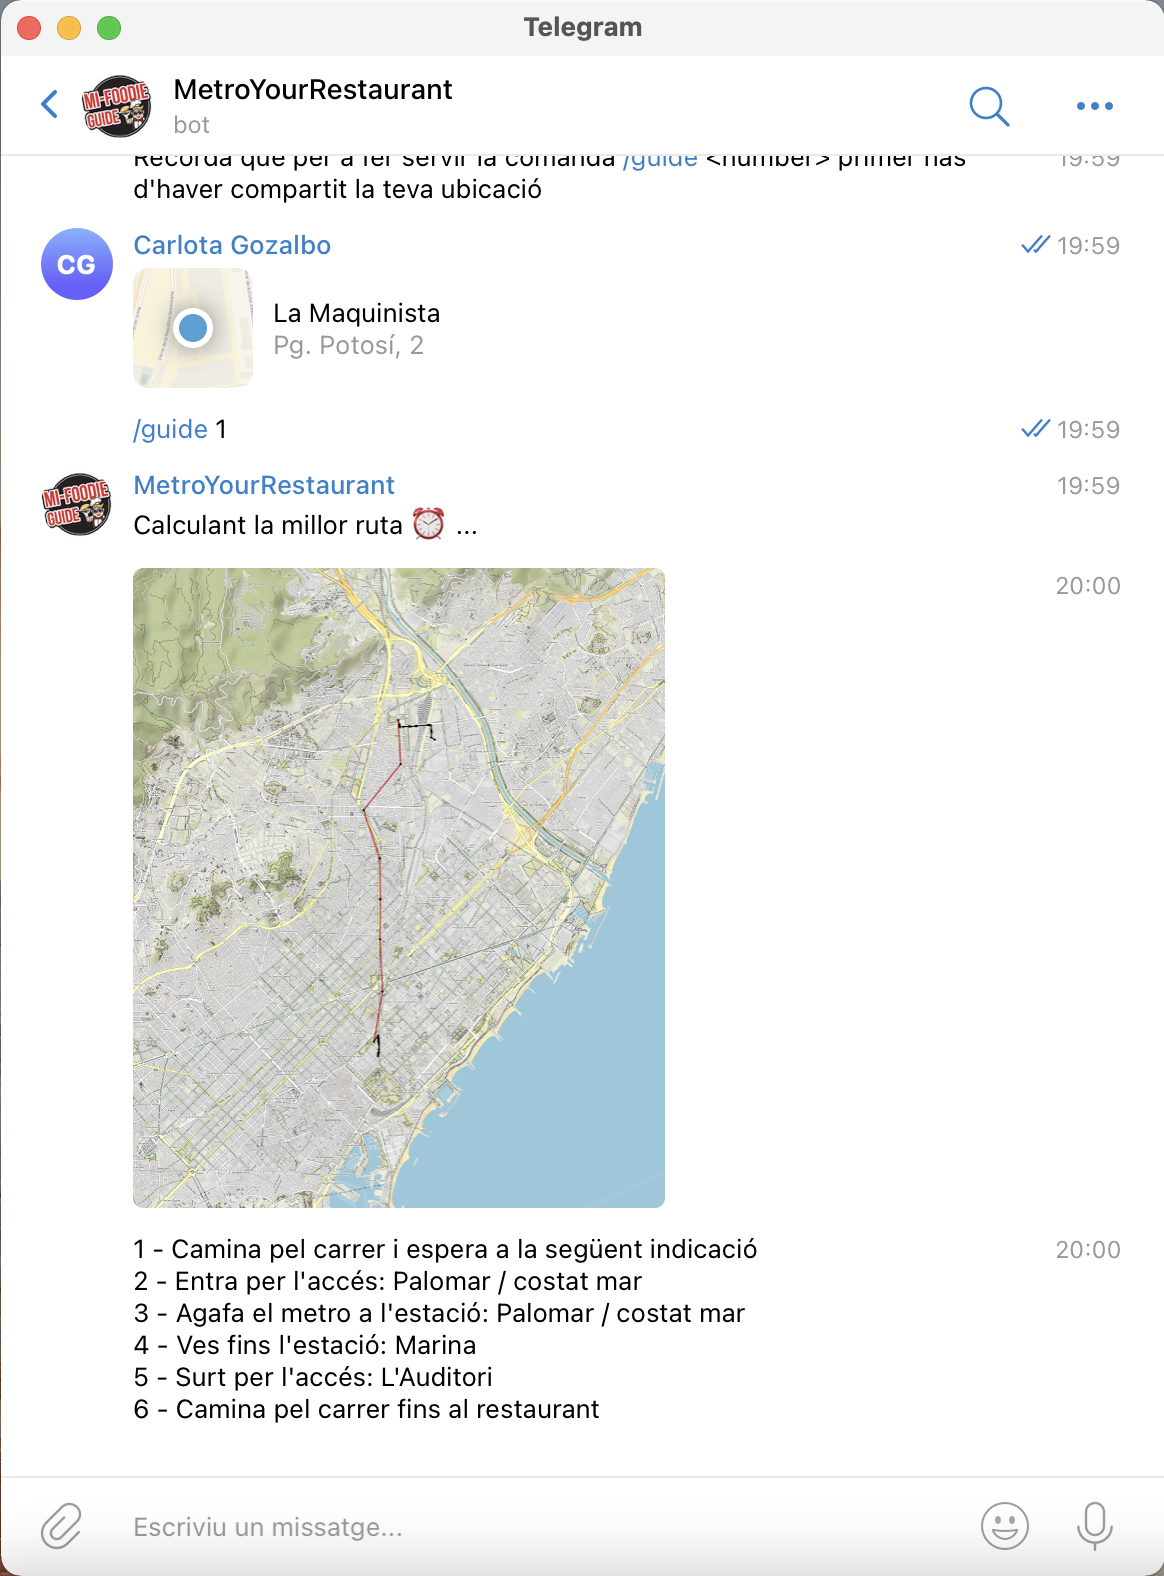 Telegram
MI-FOODIE
GUIDE
MetroYourRestaurant
bot
Recorda que per a fer servir la comanda /guide <number> primer has
19:59
d'haver compartit la teva ubicació
CG
Carlota Gozalbo
19:59
La Maquinista
Pg. Potosí, 2
/guide 1
19:59
MI-FOODIE
GUIDE
MetroYourRestaurant
19:59
Calculant la millor ruta ⏰ ...
20:00
1 - Camina pel carrer i espera a la següent indicació
20:00
2 - Entra per l'accés: Palomar / costat mar
3 - Agafa el metro a l'estació: Palomar / costat mar
4 - Ves fins l'estació: Marina
5 - Surt per l'accés: L'Auditori
6 - Camina pel carrer fins al restaurant
Escriviu un missatge...